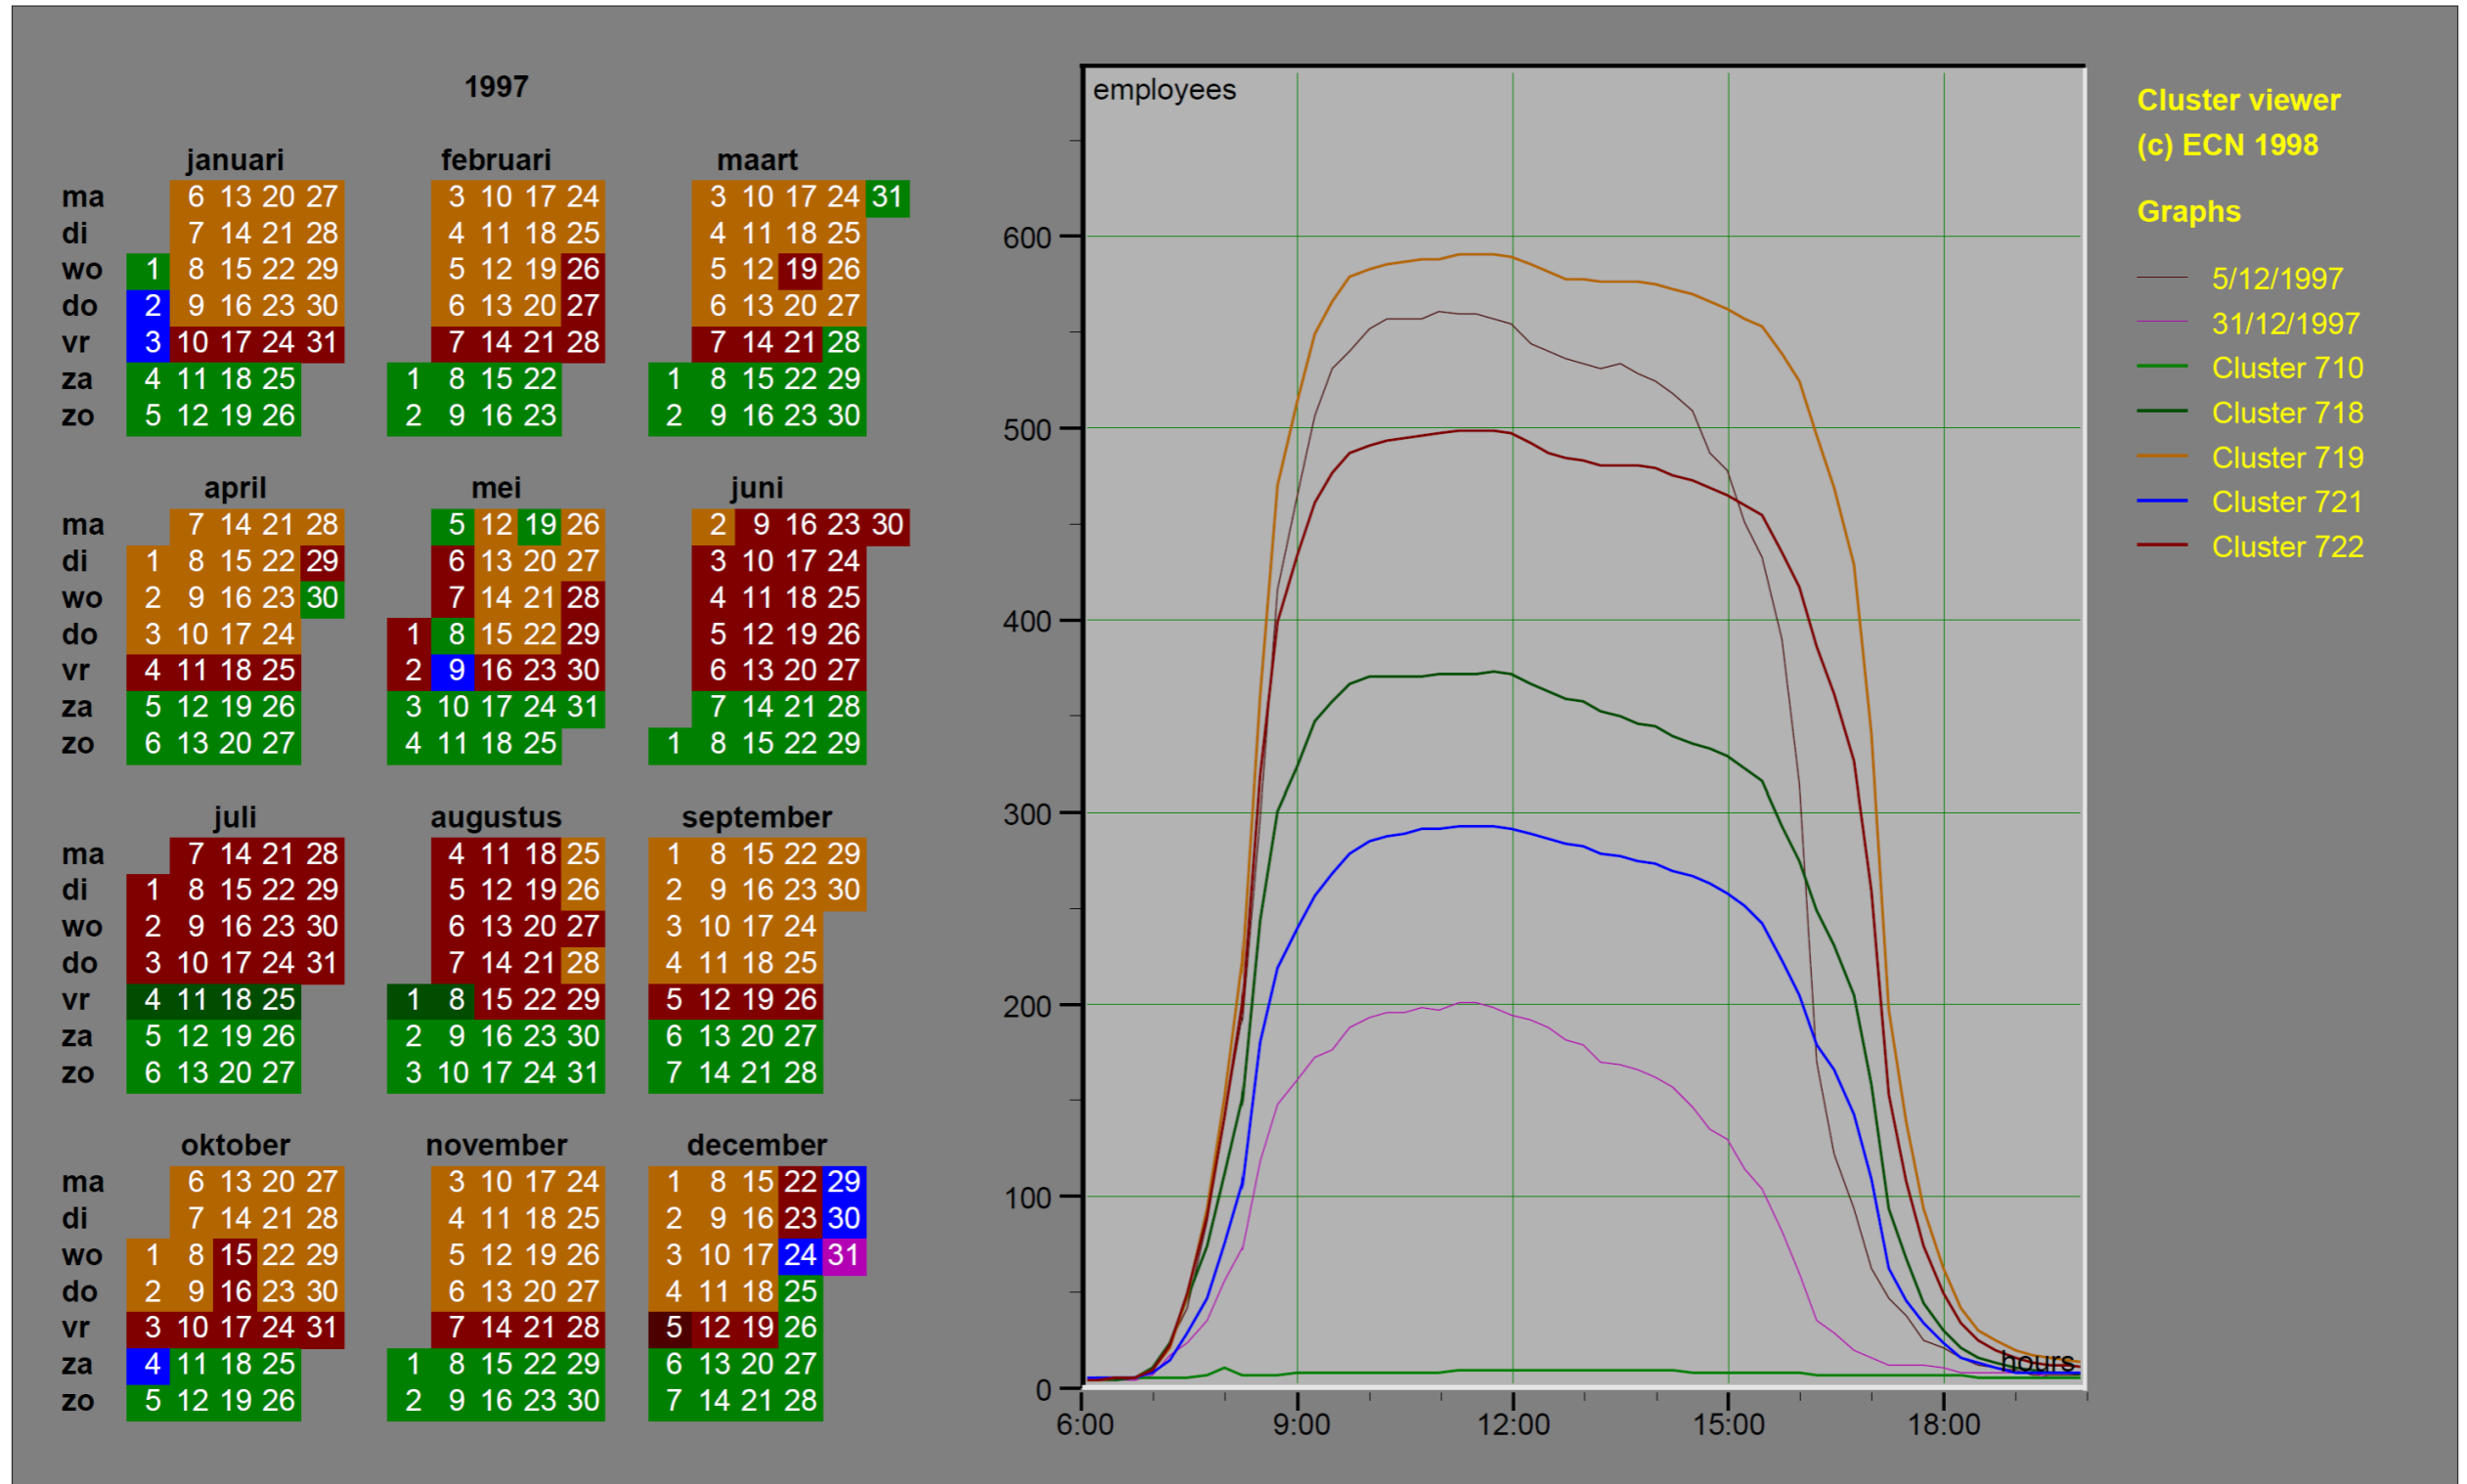 1997
januari februari maart
ma 6 13 20 27 3 10 17 24 3 10 17 24 31
di 7 14 21 28 4 11 18 25 4 11 18 25
wo 1 8 15 22 29 5 12 19 26 5 12 19 26
do 2 9 16 23 30 6 13 20 27 6 13 20 27
vr 3 10 17 24 31 7 14 21 28 7 14 21 28
za 4 11 18 25 1 8 15 22 1 8 15 22 29
zo 5 12 19 26 2 9 16 23 2 9 16 23 30
april mei juni
ma 7 14 21 28 5 12 19 26 2 9 16 23 30
di 1 8 15 22 29 6 13 20 27 3 10 17 24
wo 2 9 16 23 30 7 14 21 28 4 11 18 25
do 3 10 17 24 1 8 15 22 29 5 12 19 26
vr 4 11 18 25 2 9 16 23 30 6 13 20 27
za 5 12 19 26 3 10 17 24 31 7 14 21 28
zo 6 13 20 27 4 11 18 25 1 8 15 22 29
juli augustus september
ma 7 14 21 28 4 11 18 25 1 8 15 22 29
di 1 8 15 22 29 5 12 19 26 2 9 16 23 30
wo 2 9 16 23 30 6 13 20 27 3 10 17 24
do 3 10 17 24 31 7 14 21 28 4 11 18 25
vr 4 11 18 25 1 8 15 22 29 5 12 19 26
za 5 12 19 26 2 9 16 23 30 6 13 20 27
zo 6 13 20 27 3 10 17 24 31 7 14 21 28
oktober november december
ma 6 13 20 27 3 10 17 24 1 8 15 22 29
di 7 14 21 28 4 11 18 25 2 9 16 23 30
wo 1 8 15 22 29 5 12 19 26 3 10 17 24 31
do 2 9 16 23 30 6 13 20 27 4 11 18 25
vr 3 10 17 24 31 7 14 21 28 5 12 19 26
za 4 11 18 25 1 8 15 22 29 6 13 20 27
zo 5 12 19 26 2 9 16 23 30 7 14 21 28
employees
600
500
400
300
200
100
0
hours
6:00 9:00 12:00 15:00 18:00
Cluster viewer
(c) ECN 1998
Graphs
5/12/1997
31/12/1997
Cluster 710
Cluster 718
Cluster 719
Cluster 721
Cluster 722